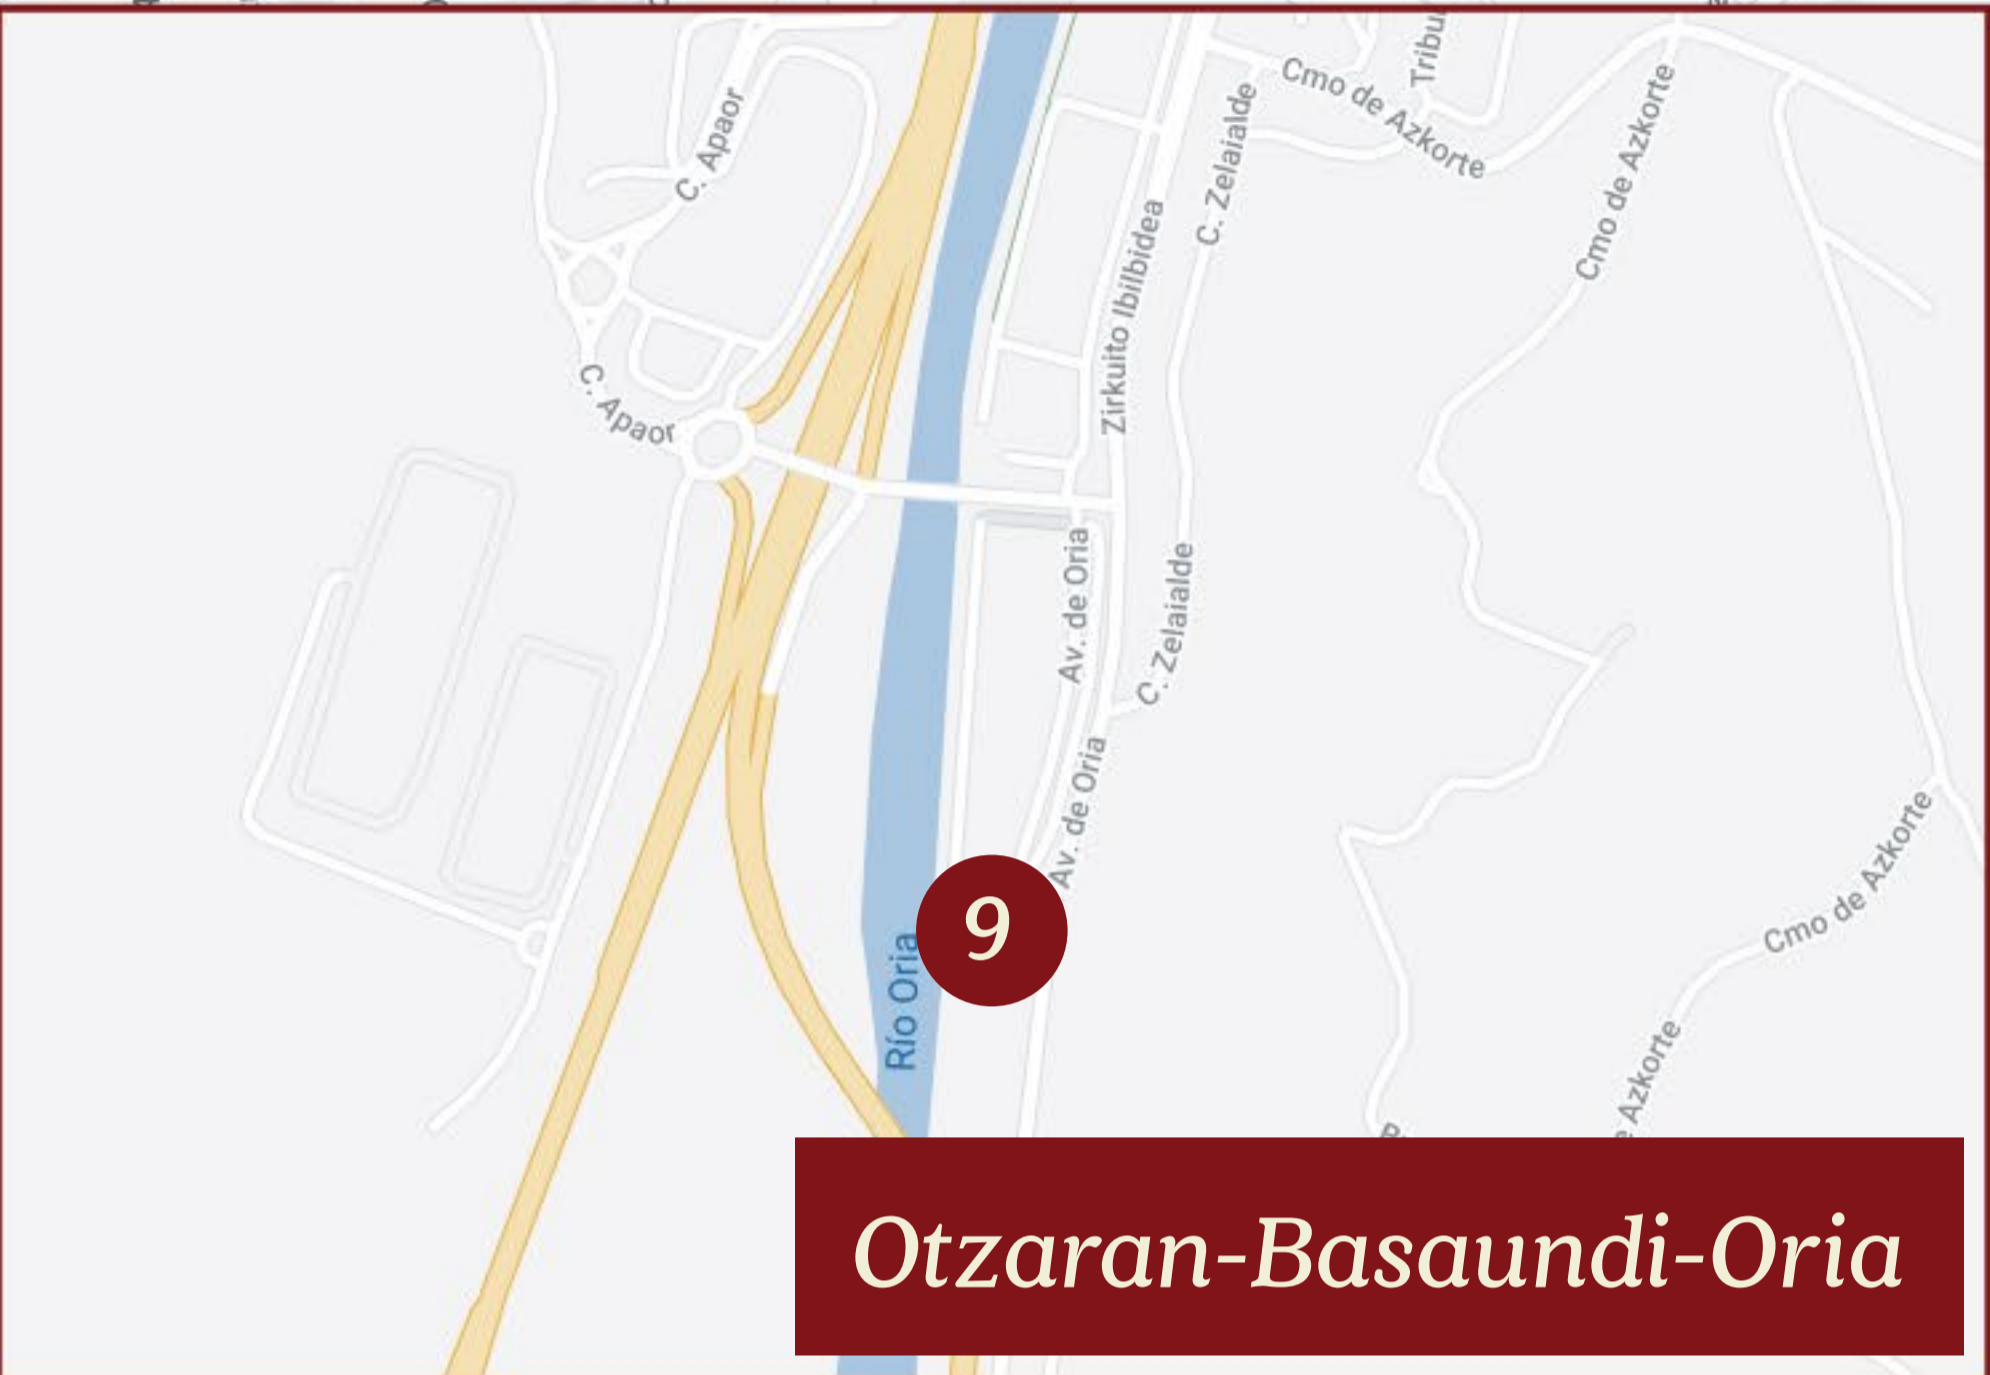 Cmo de Azkorte
Tribu
C. Apaor
C. Zelaialde
Cmo de Azkorte
Zirkuito Ibilbidea
C. Apaor
Av. de Oria
C. Zelaialde
Av. de Oria
Cmo de Azkorte
9
Río Oria
Azkorte
Otzaran-Basaundi-Oria